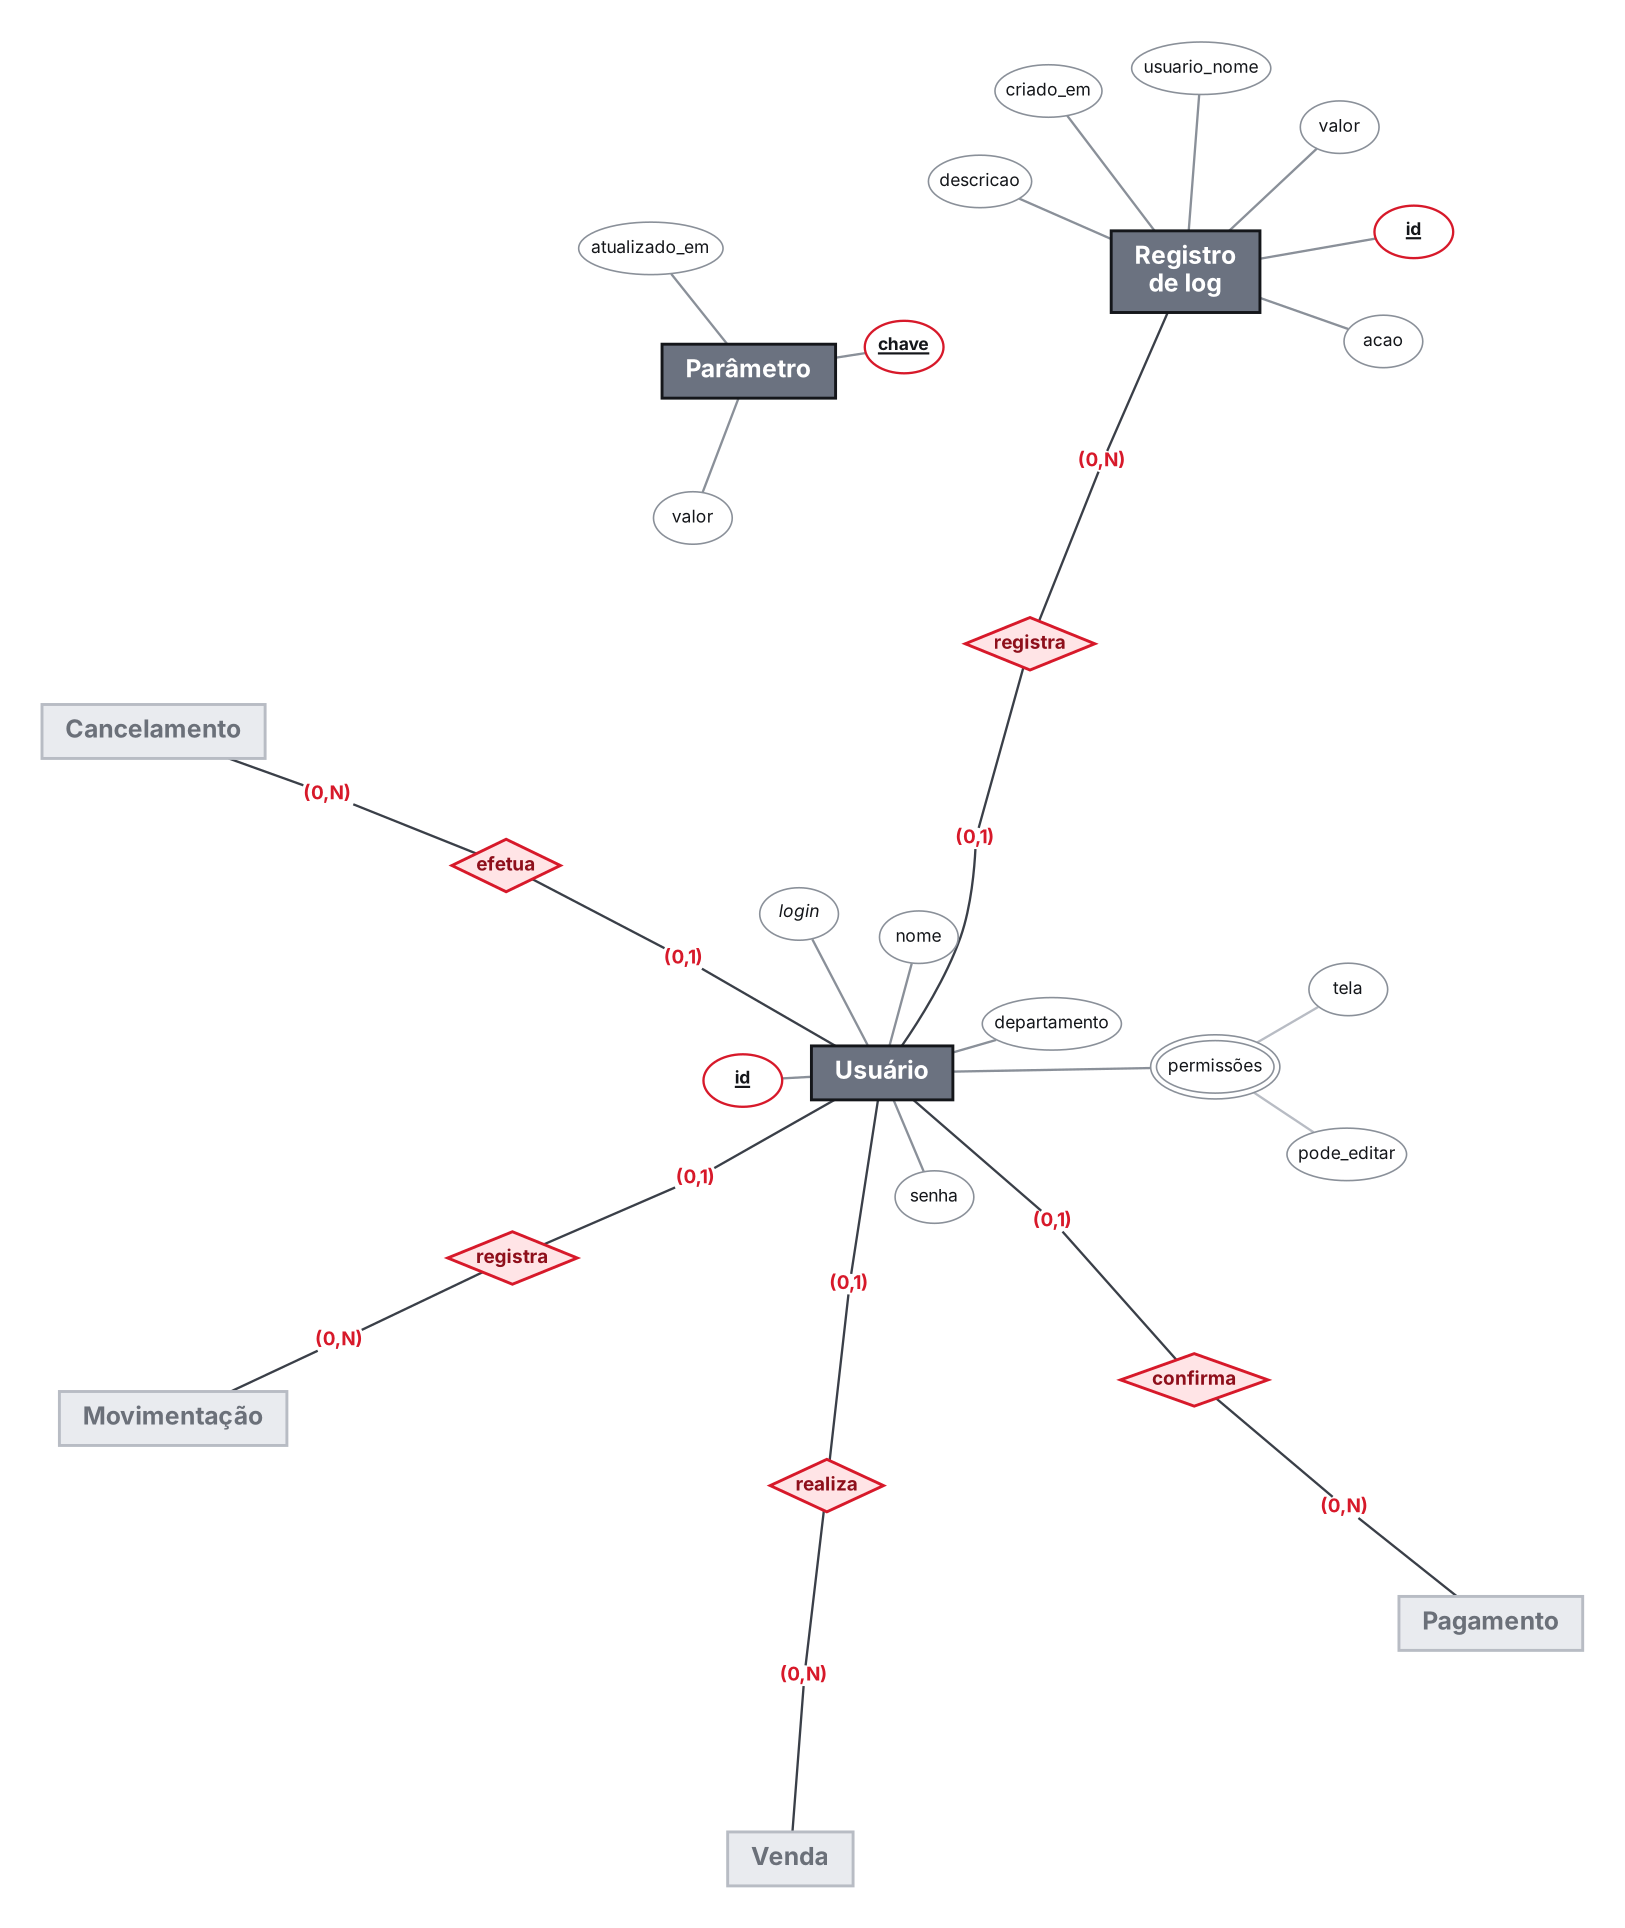 usuario_nome
criado_em
valor
descricao
id
Registro
de log
atualizado_em
acao
chave
Parâmetro
(0,N)
valor
registra
Cancelamento
(0,N)
(0,1)
efetua
login
nome
(0,1)
tela
departamento
permissões
Usuário
id
pode_editar
(0,1)
senha
(0,1)
registra
(0,1)
(0,N)
confirma
Movimentação
realiza
(0,N)
Pagamento
(0,N)
Venda